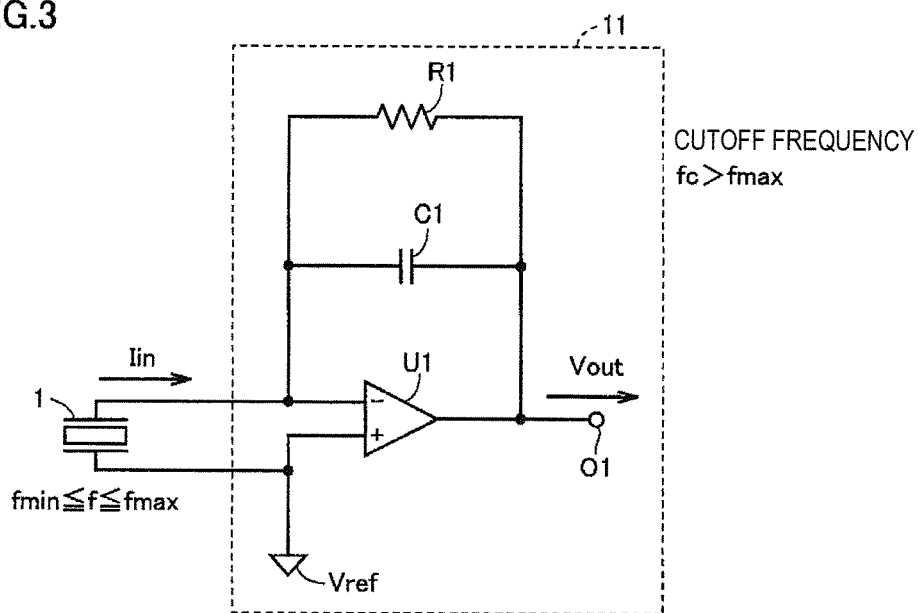 G.3
11
R1
CUTOFF FREQUENCY
fc>fmax
C1
Iin
U1
Vout
1
-
+
O1
fmin≦f≦fmax
Vref